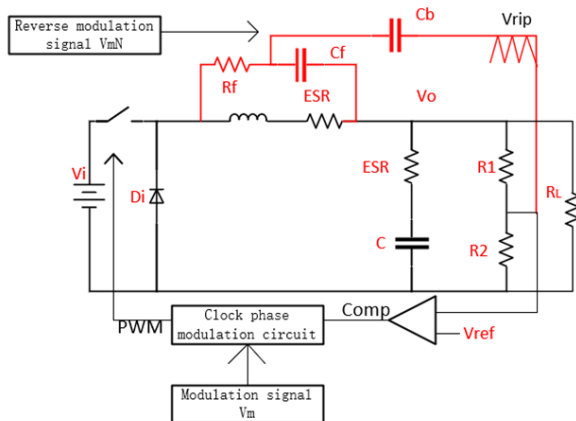 Reverse modulation
signal VmN
Cb
Vrip
Cf
Rf
ESR
Vo
Vi
Di
ESR
R1
RL
C
R2
Comp
PWM
Clock phase
modulation circuit
Vref
Modulation signal
Vm